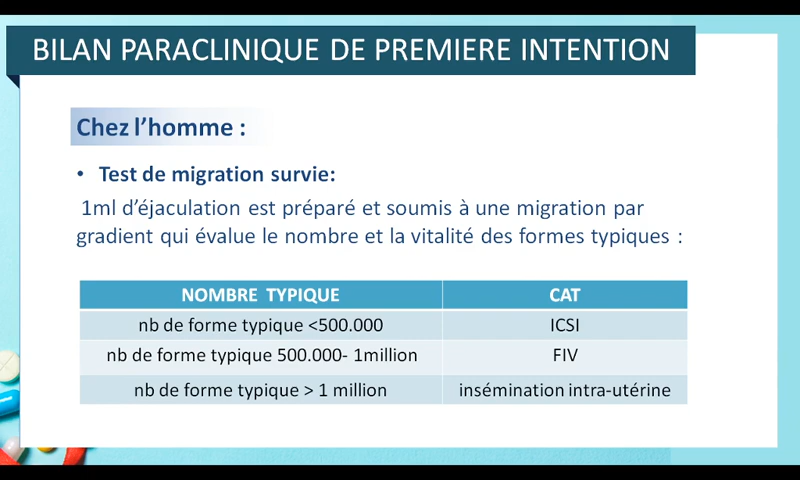 BILAN PARACLINIQUE DE PREMIERE INTENTION
Chez l’homme :
• Test de migration survie:
1ml d’éjaculation est préparé et soumis à une migration par
gradient qui évalue le nombre et la vitalité des formes typiques :
NOMBRE TYPIQUE CAT
nb de forme typique <500.000 ICSI
nb de forme typique 500.000- 1million FIV
nb de forme typique > 1 million insémination intra-utérine